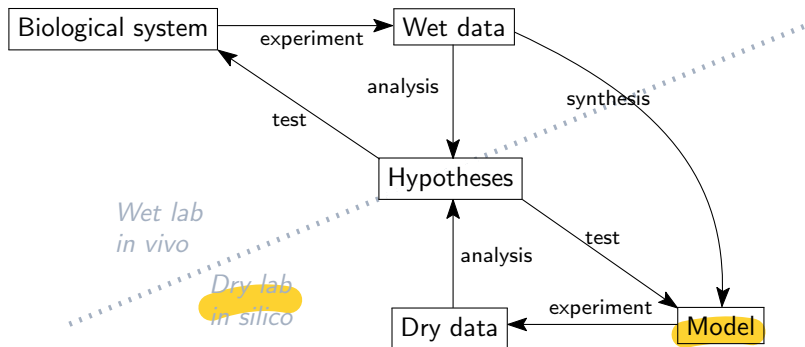 Biological system
experiment
Wet data
analysis
synthesis
test
Hypotheses
Wet lab
in vivo
test
analysis
Dry lab
in silico
experiment
Dry data
Model